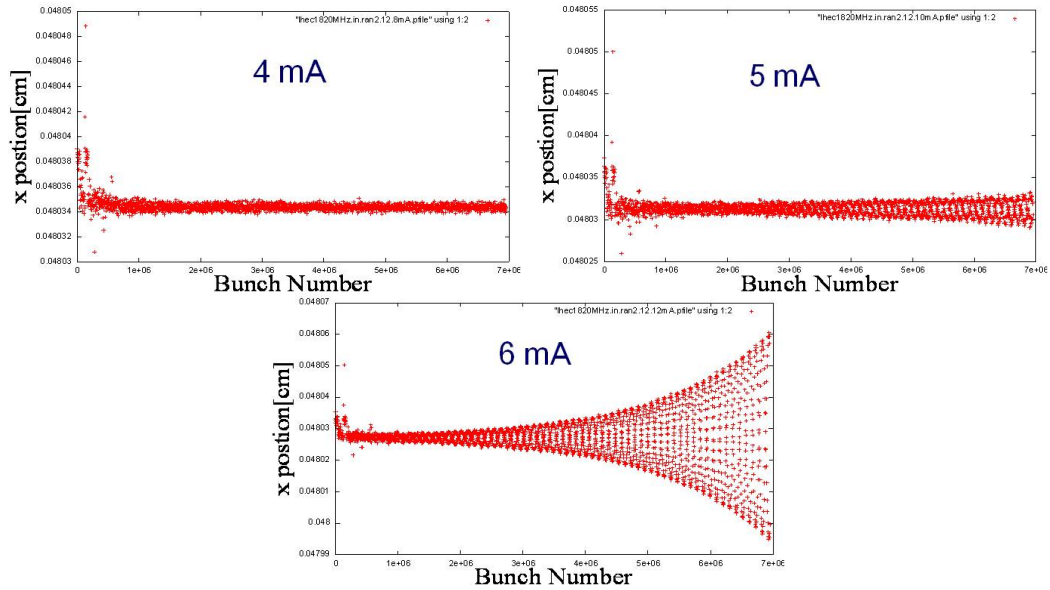 "lhec1820MHz.in.ran2.12.8mA.pfile" using 1:2
4 mA
x postion[cm]
0.04805
0.048048
0.048046
0.048044
0.048042
0.04804
0.048038
0.048036
0.048034
0.048032
0.04803
0 1e+06 2e+06 3e+06 4e+06 5e+06 6e+06 7e+06
Bunch Number
"lhec1820MHz.in.ran2.12.10mA.pfile" using 1:2
5 mA
x postion[cm]
0.048055
0.04805
0.048045
0.04804
0.048035
0.04803
0.048025
0 1e+06 2e+06 3e+06 4e+06 5e+06 6e+06 7e+06
Bunch Number
"lhec1820MHz.in.ran2.12.12mA.pfile" using 1:2
6 mA
x postion[cm]
0.04807
0.04806
0.04805
0.04804
0.04803
0.04802
0.04801
0.048
0.04799
0 1e+06 2e+06 3e+06 4e+06 5e+06 6e+06 7e+06
Bunch Number